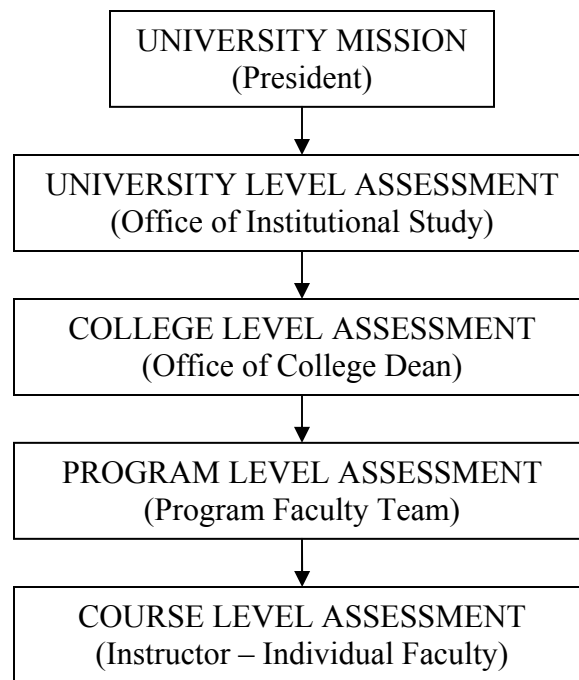 UNIVERSITY MISSION
(President)
UNIVERSITY LEVEL ASSESSMENT
(Office of Institutional Study)
COLLEGE LEVEL ASSESSMENT
(Office of College Dean)
PROGRAM LEVEL ASSESSMENT
(Program Faculty Team)
COURSE LEVEL ASSESSMENT
(Instructor – Individual Faculty)